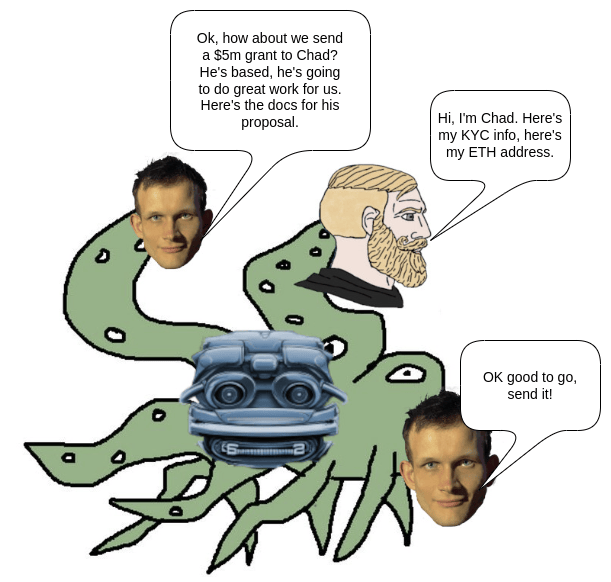 Ok, how about we send
a $5m grant to Chad?
He's based, he's going
to do great work for us.
Here's the docs for his
proposal.
Hi, I'm Chad. Here's
my KYC info, here's
my ETH address.
OK good to go,
send it!